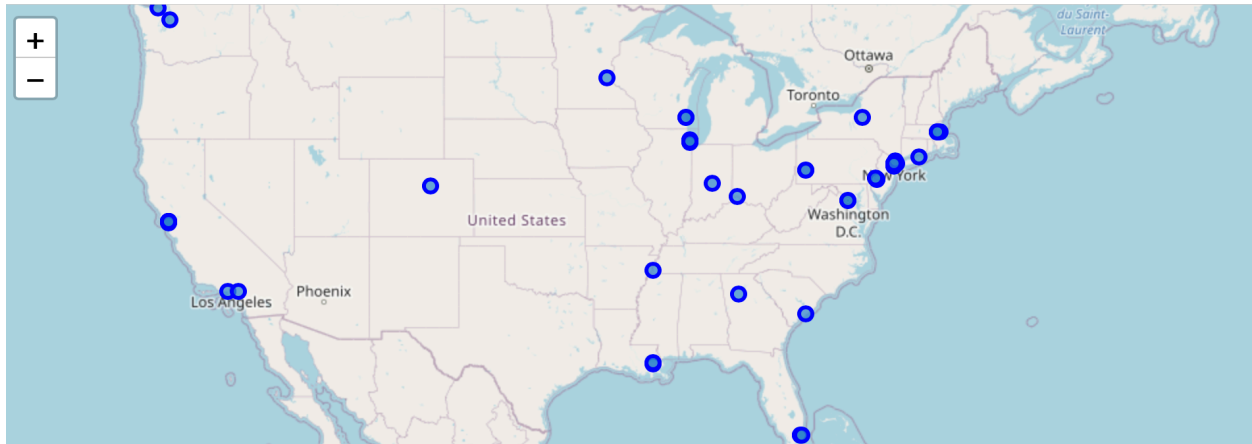 +
−
du Saint-
Laurent
Ottawa
Toronto
New York
United States
Washington
D.C.
Los Angeles
Phoenix